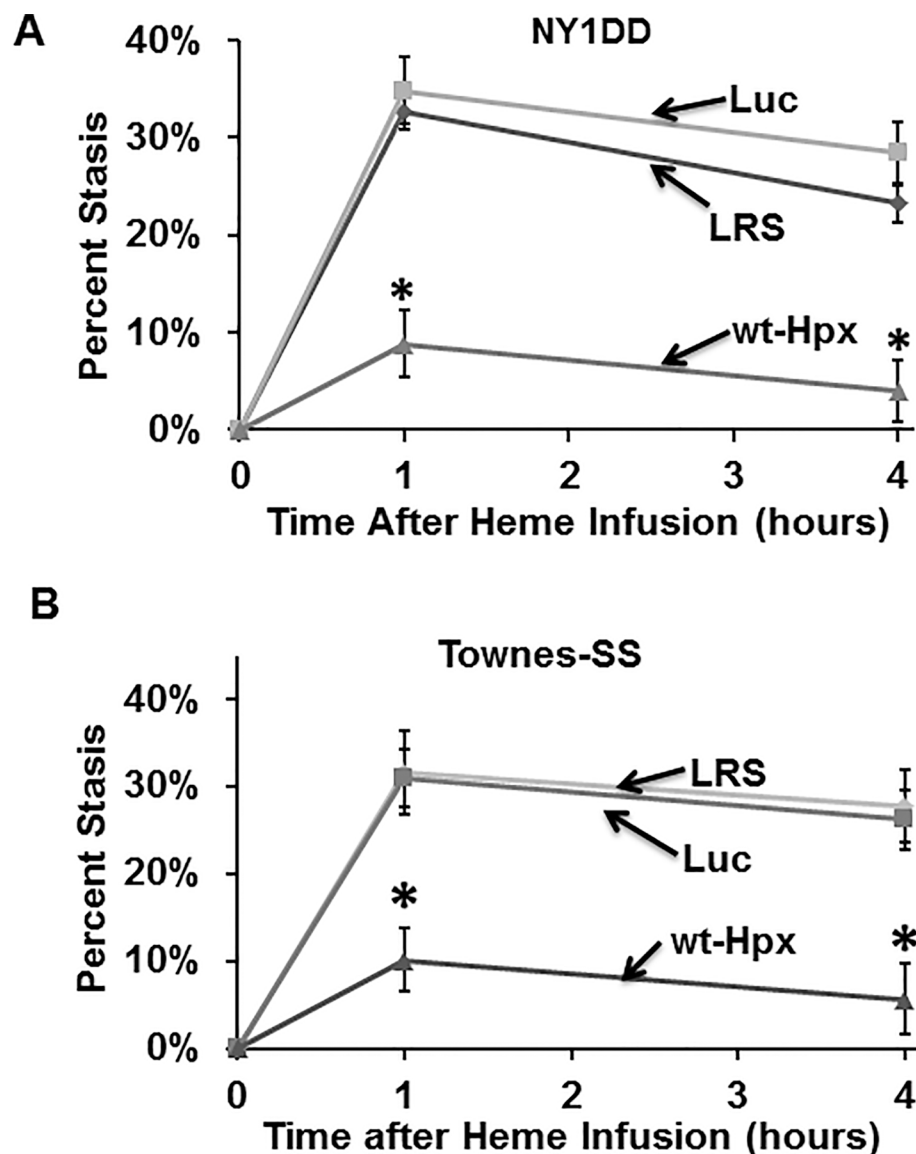 A
NY1DD
40%
30%
20%
10%
0%
Percent Stasis
Luc
LRS
*
wt-Hpx
*
0 1 2 3 4
Time After Heme Infusion (hours)
B
Townes-SS
40%
30%
20%
10%
0%
Percent Stasis
LRS
Luc
*
wt-Hpx
*
0 1 2 3 4
Time after Heme Infusion (hours)